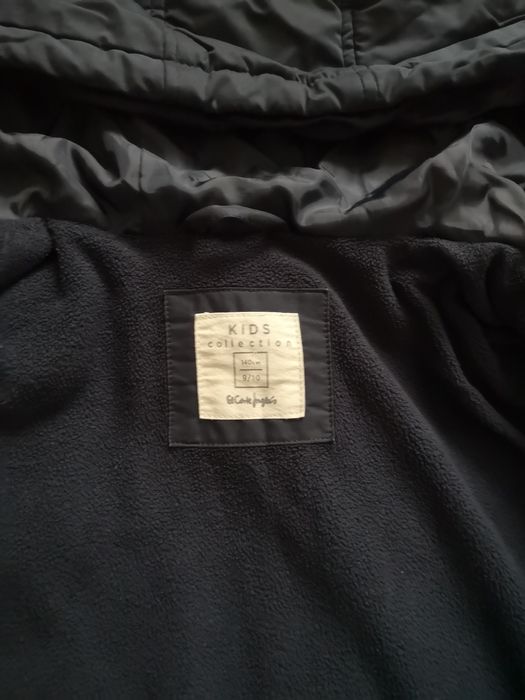 KiDS
collection
140cm
9/10
El Corte Inglés